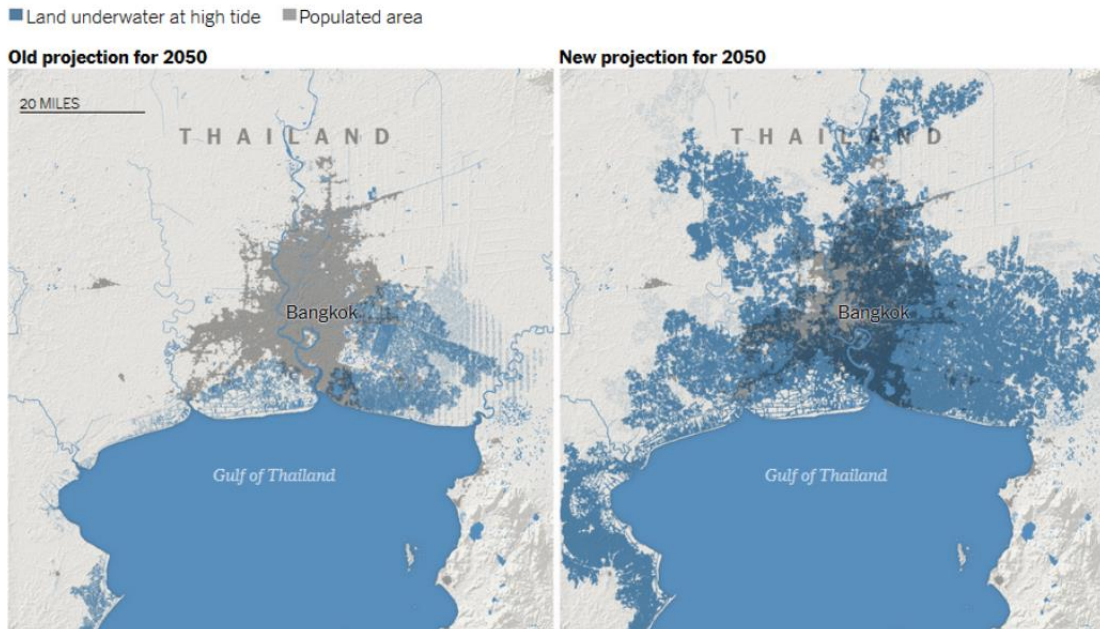 Land underwater at high tide Populated area
Old projection for 2050
New projection for 2050
20 MILES
THAILAND
THAILAND
Bangkok
Bangkok
Gulf of Thailand
Gulf of Thailand